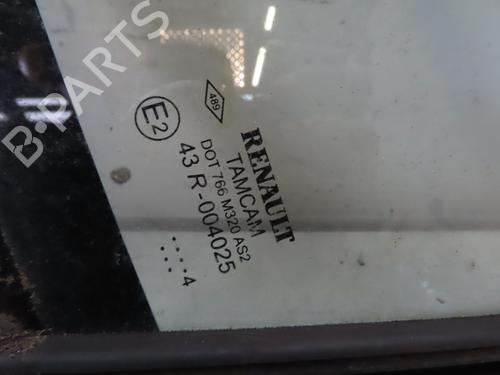 489
RENAULT
TAMCAM
DOT 766 M320 AS2
E2
43 R-004025
.....4
...
B-PARTS